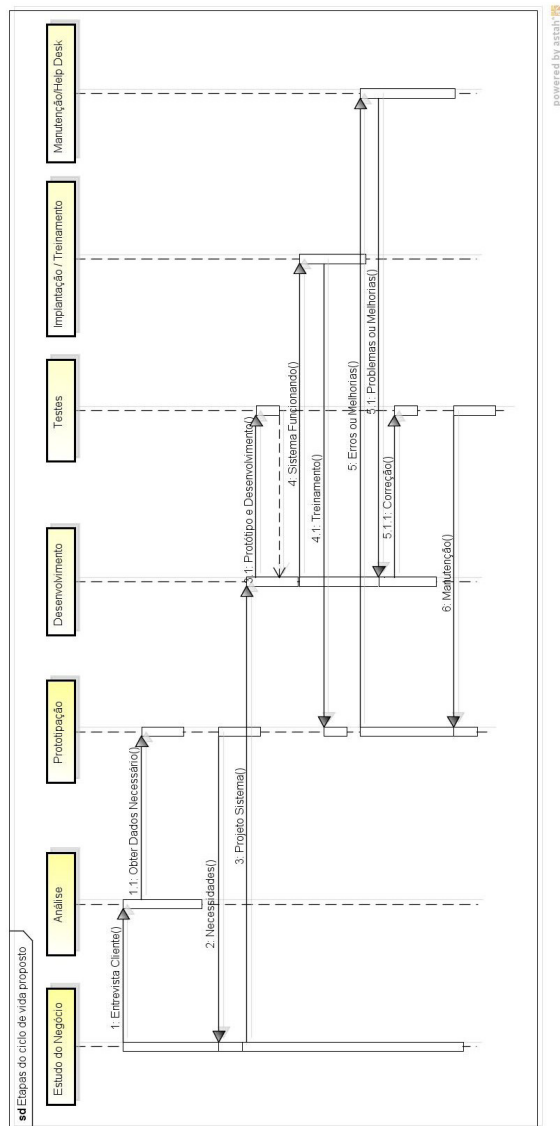 sd Etapas do ciclo de vida proposto
Estudo do Negócio
Análise
Prototipação
Desenvolvimento
Testes
Implantação / Treinamento
Manutenção/Help Desk
1: Entrevista Cliente()
1.1: Obter Dados Necessário()
2: Necessidades()
3: Projeto Sistema()
3.1: Protótipo e Desenvolvimento()
4: Sistema Funcionando()
4.1: Treinamento()
5: Erros ou Melhorias()
5.1: Problemas ou Melhorias()
5.1.1: Correção()
6: Manutenção()
powered by astah